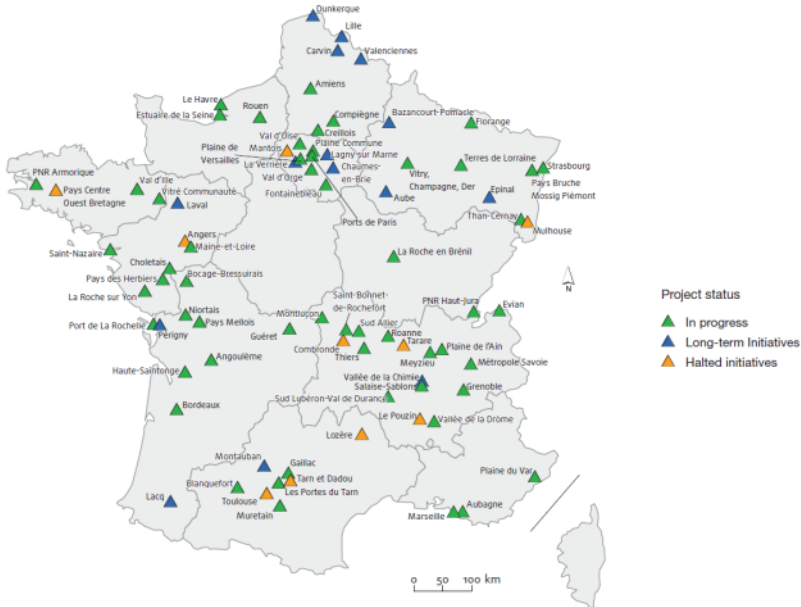 Dunkerque
Lille
Carvin
Valenciennes
Amiens
Le Havre
Estuaire de la Seine
Rouen
Compiègne
Creillois
Bazancourt-Pomacle
Florange
Val d'Oise
Mantois
Plaine Commune
Plaine de
Versailles
La Verrière
Lagny sur Marne
Chaumes-
en-Brie
Val d'Orge
Fontainebleau
Ports de Paris
Vitry,
Champagne, Der
Terres de Lorraine
Strasbourg
Pays Bruche
Mossig Piémont
Aube
Epinal
Than-Cernay
Mulhouse
PNR Armorique
Pays Centre
Ouest Bretagne
Val d'Ille
Vitré Communauté
Laval
Angers
Maine-et-Loire
Saint-Nazaire
Choletais
Pays des Herbiers
Bocage-Bressuirais
La Roche sur Yon
La Roche en Brénil
N
Niortais
Port de La Rochelle
Pays Mellois
Périgny
Montluçon
Saint-Bonnet-
de-Rochefort
Sud Allier
Guéret
Combronde
Thiers
Roanne
Tarare
Meyzieu
Plaine de l'Ain
PNR Haut-Jura
Evian
Métropole Savoie
Angoulême
Haute-Saintonge
Vallée de la Chimie
Salaise-Sablons
Grenoble
Sud Lubéron-Val de Durance
Bordeaux
Le Pouzin
Vallée de la Drôme
Lozère
Montauban
Gaillac
Tarn et Dadou
Blanquefort
Les Portes du Tarn
Toulouse
Muretain
Lacq
Plaine du Var
Marseille
Aubagne
0 50 100 km
Project status
In progress
Long-term Initiatives
Halted initiatives